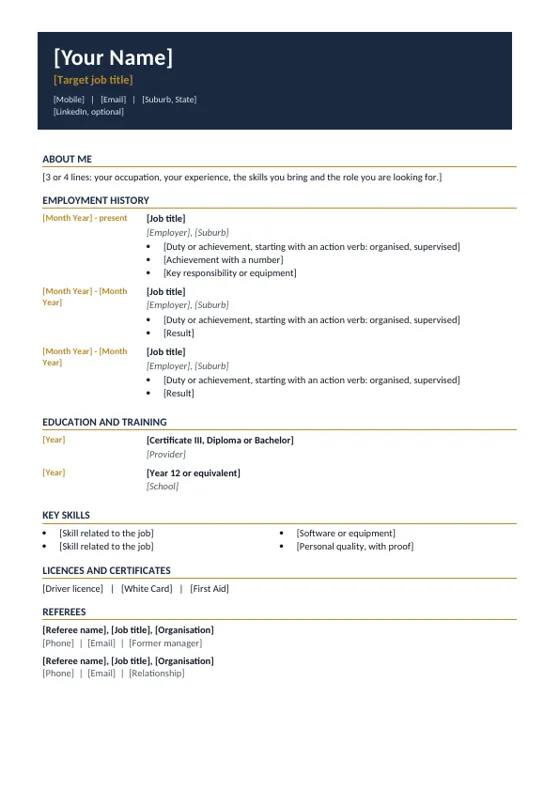 [Your Name]
[Target job title]
[Mobile] | [Email] | [Suburb, State]
[LinkedIn, optional]
ABOUT ME
[3 or 4 lines: your occupation, your experience, the skills you bring and the role you are looking for.]
EMPLOYMENT HISTORY
[Month Year] - present
[Job title]
[Employer], [Suburb]
• [Duty or achievement, starting with an action verb: organised, supervised]
• [Achievement with a number]
• [Key responsibility or equipment]
[Month Year] - [Month
Year]
[Job title]
[Employer], [Suburb]
• [Duty or achievement, starting with an action verb: organised, supervised]
• [Result]
[Month Year] - [Month
Year]
[Job title]
[Employer], [Suburb]
• [Duty or achievement, starting with an action verb: organised, supervised]
• [Result]
EDUCATION AND TRAINING
[Year]
[Certificate III, Diploma or Bachelor]
[Provider]
[Year]
[Year 12 or equivalent]
[School]
KEY SKILLS
• [Skill related to the job]
• [Skill related to the job]
• [Software or equipment]
• [Personal quality, with proof]
LICENCES AND CERTIFICATES
[Driver licence] | [White Card] | [First Aid]
REFEREES
[Referee name], [Job title], [Organisation]
[Phone] | [Email] | [Former manager]
[Referee name], [Job title], [Organisation]
[Phone] | [Email] | [Relationship]